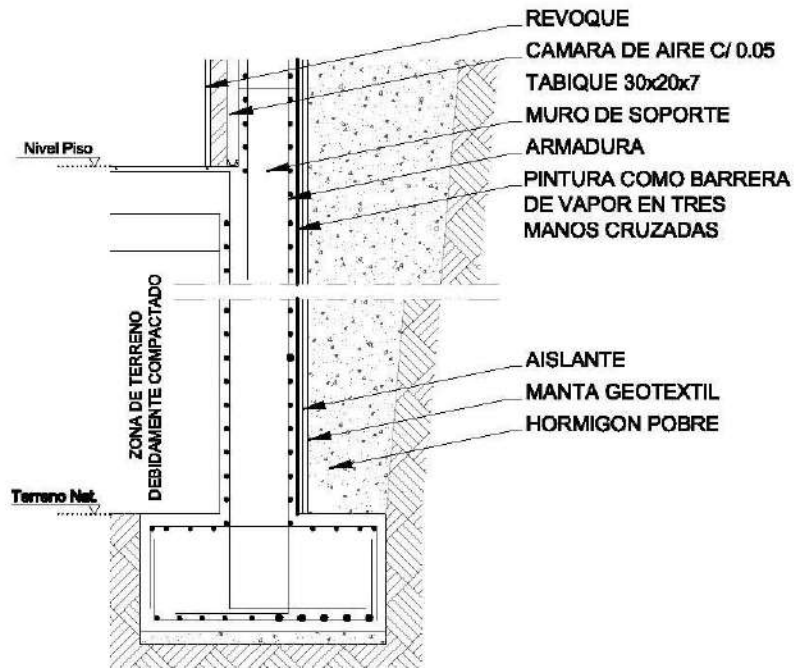 REVOQUE
CAMARA DE AIRE C/ 0.05
TABIQUE 30x20x7
MURO DE SOPORTE
Nivel Piso
ARMADURA
PINTURA COMO BARRERA
DE VAPOR EN TRES
MANOS CRUZADAS
ZONA DE TERRENO
DEBIDAMENTE COMPACTADO
AISLANTE
MANTA GEOTEXTIL
HORMIGON POBRE
Terreno Nat.